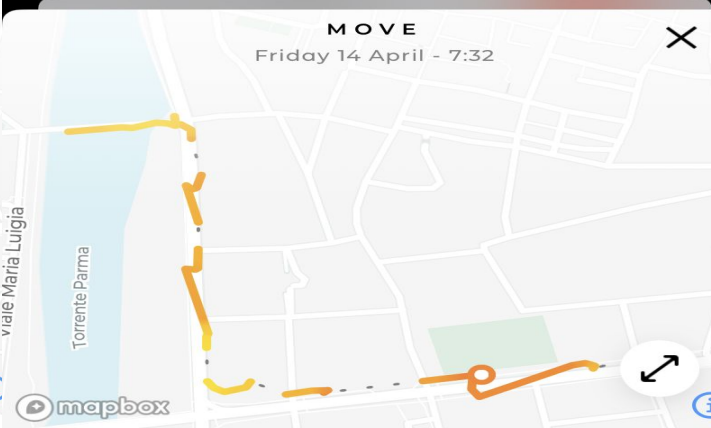 MOVE
Friday 14 April - 7:32
Viale Maria Luigia
Torrente Parma
mapbox